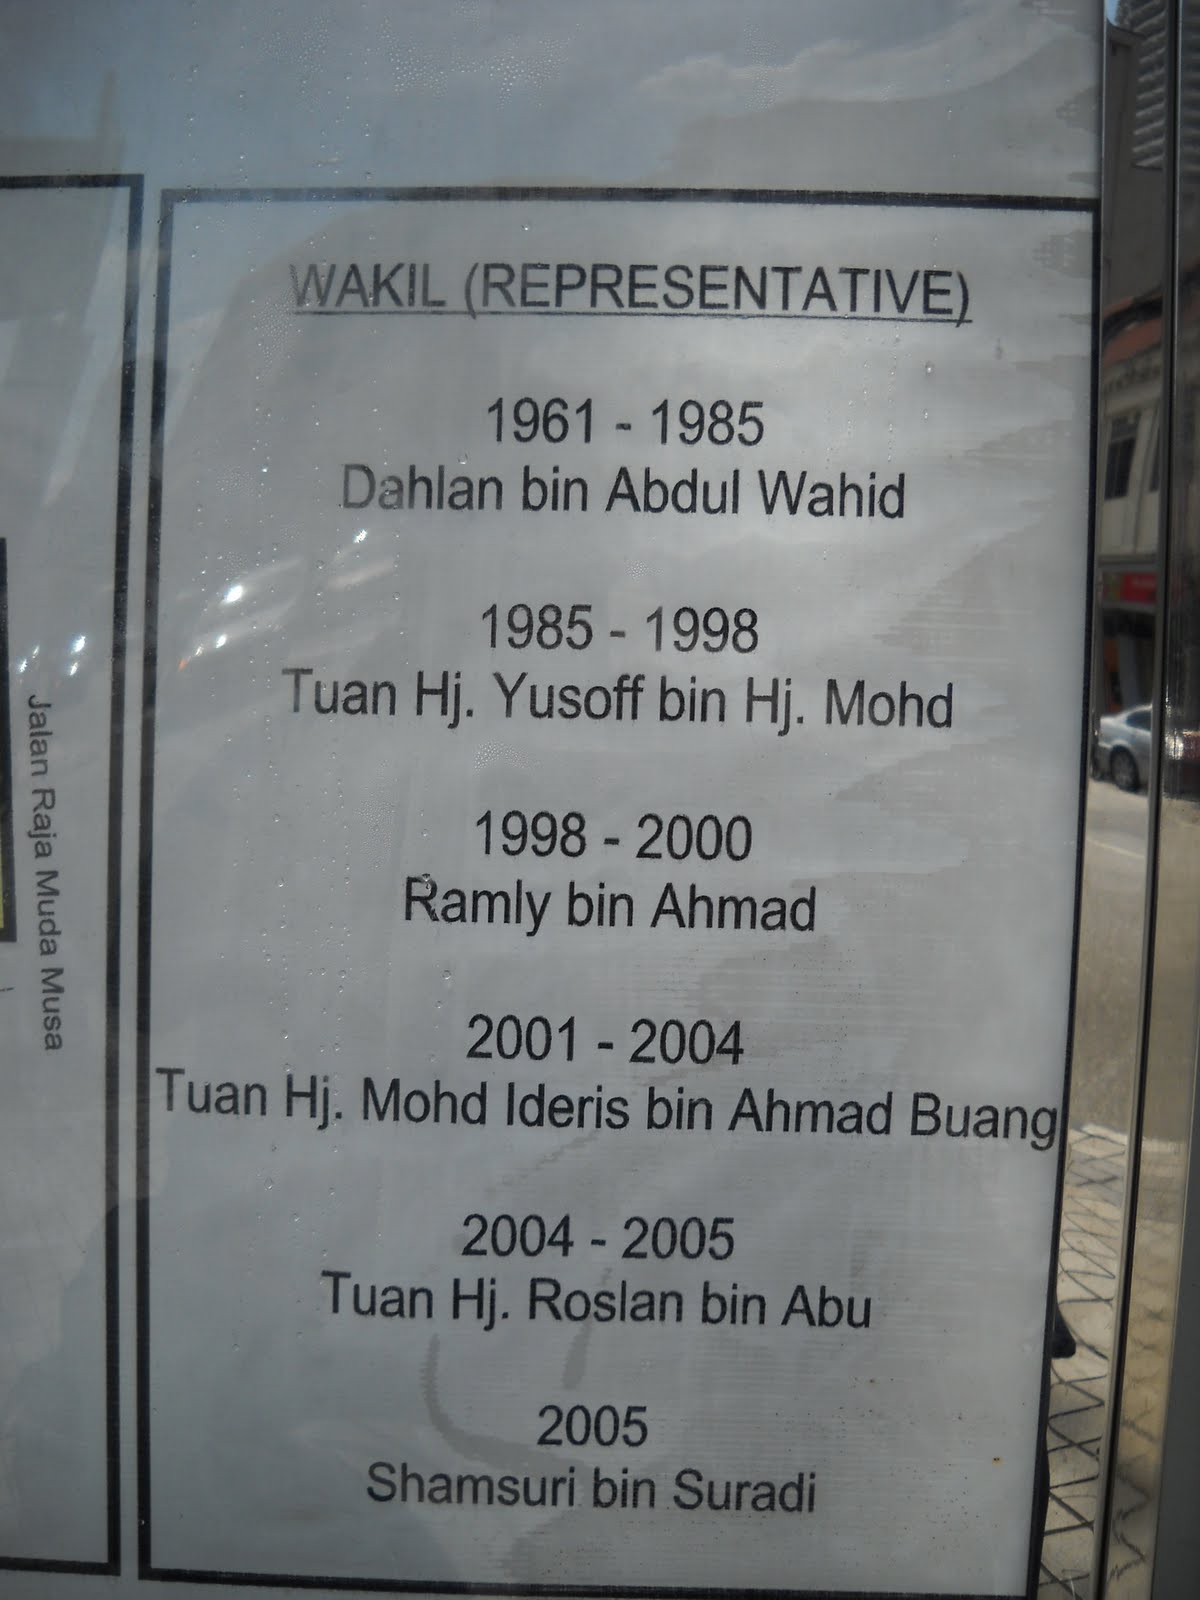 WAKIL (REPRESENTATIVE)
1961 - 1985
Dahlan bin Abdul Wahid
1985 - 1998
Tuan Hj. Yusoff bin Hj. Mohd
1998 - 2000
Ramly bin Ahmad
2001 - 2004
Tuan Hj. Mohd Ideris bin Ahmad Buang
2004 - 2005
Tuan Hj. Roslan bin Abu
2005
Shamsuri bin Suradi
Jalan Raja Muda Musa